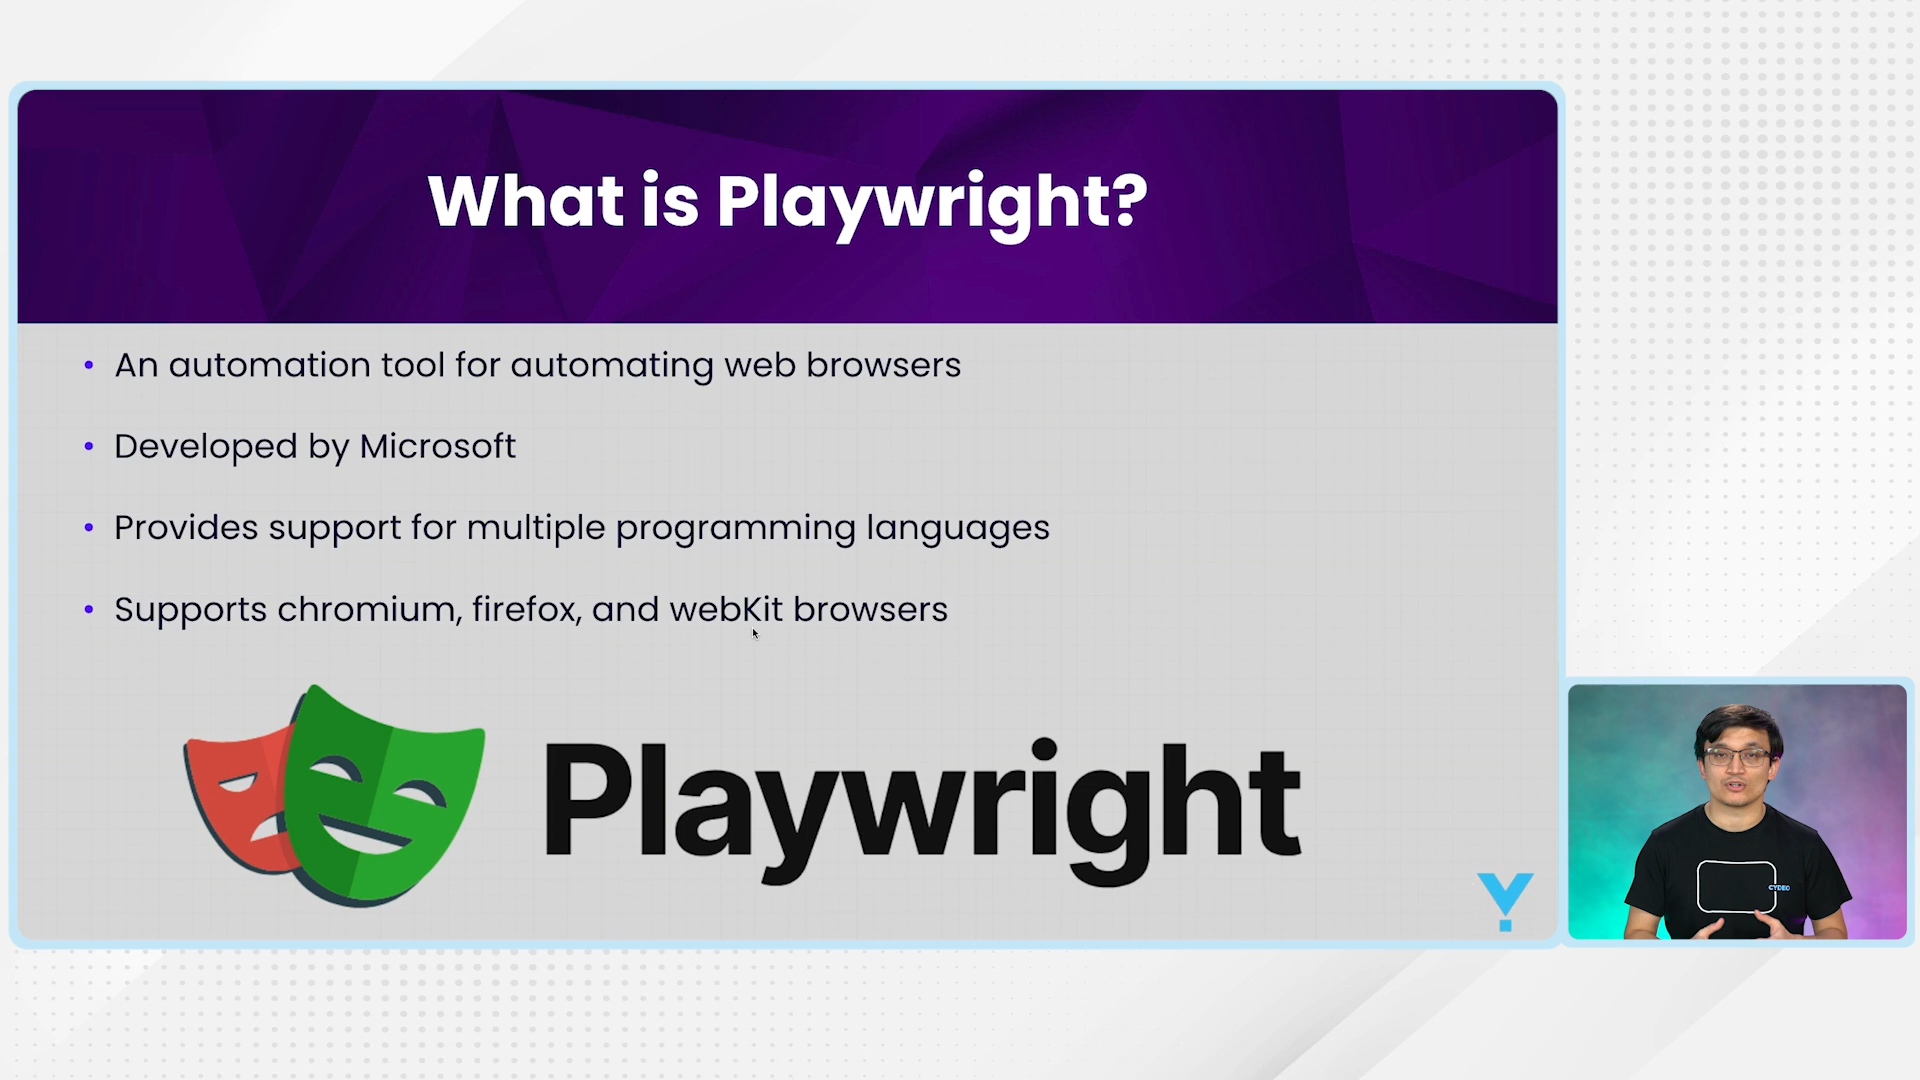 What is Playwright?
• An automation tool for automating web browsers
• Developed by Microsoft
• Provides support for multiple programming languages
• Supports chromium, firefox, and webKit browsers
Playwright
CYDEO